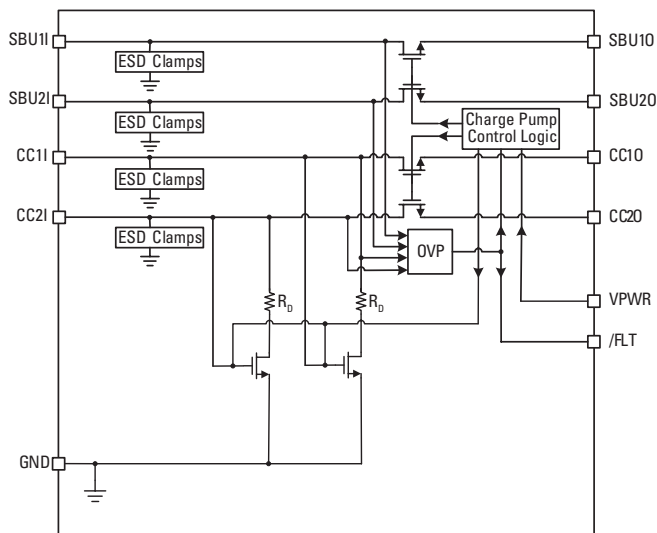 SBU1I
SBU1O
ESD Clamps
SBU2I
SBU2O
ESD Clamps
Charge Pump
Control Logic
CC1I
CC1O
ESD Clamps
CC2I
CC2O
ESD Clamps
OVP
RD
RD
VPWR
/FLT
GND